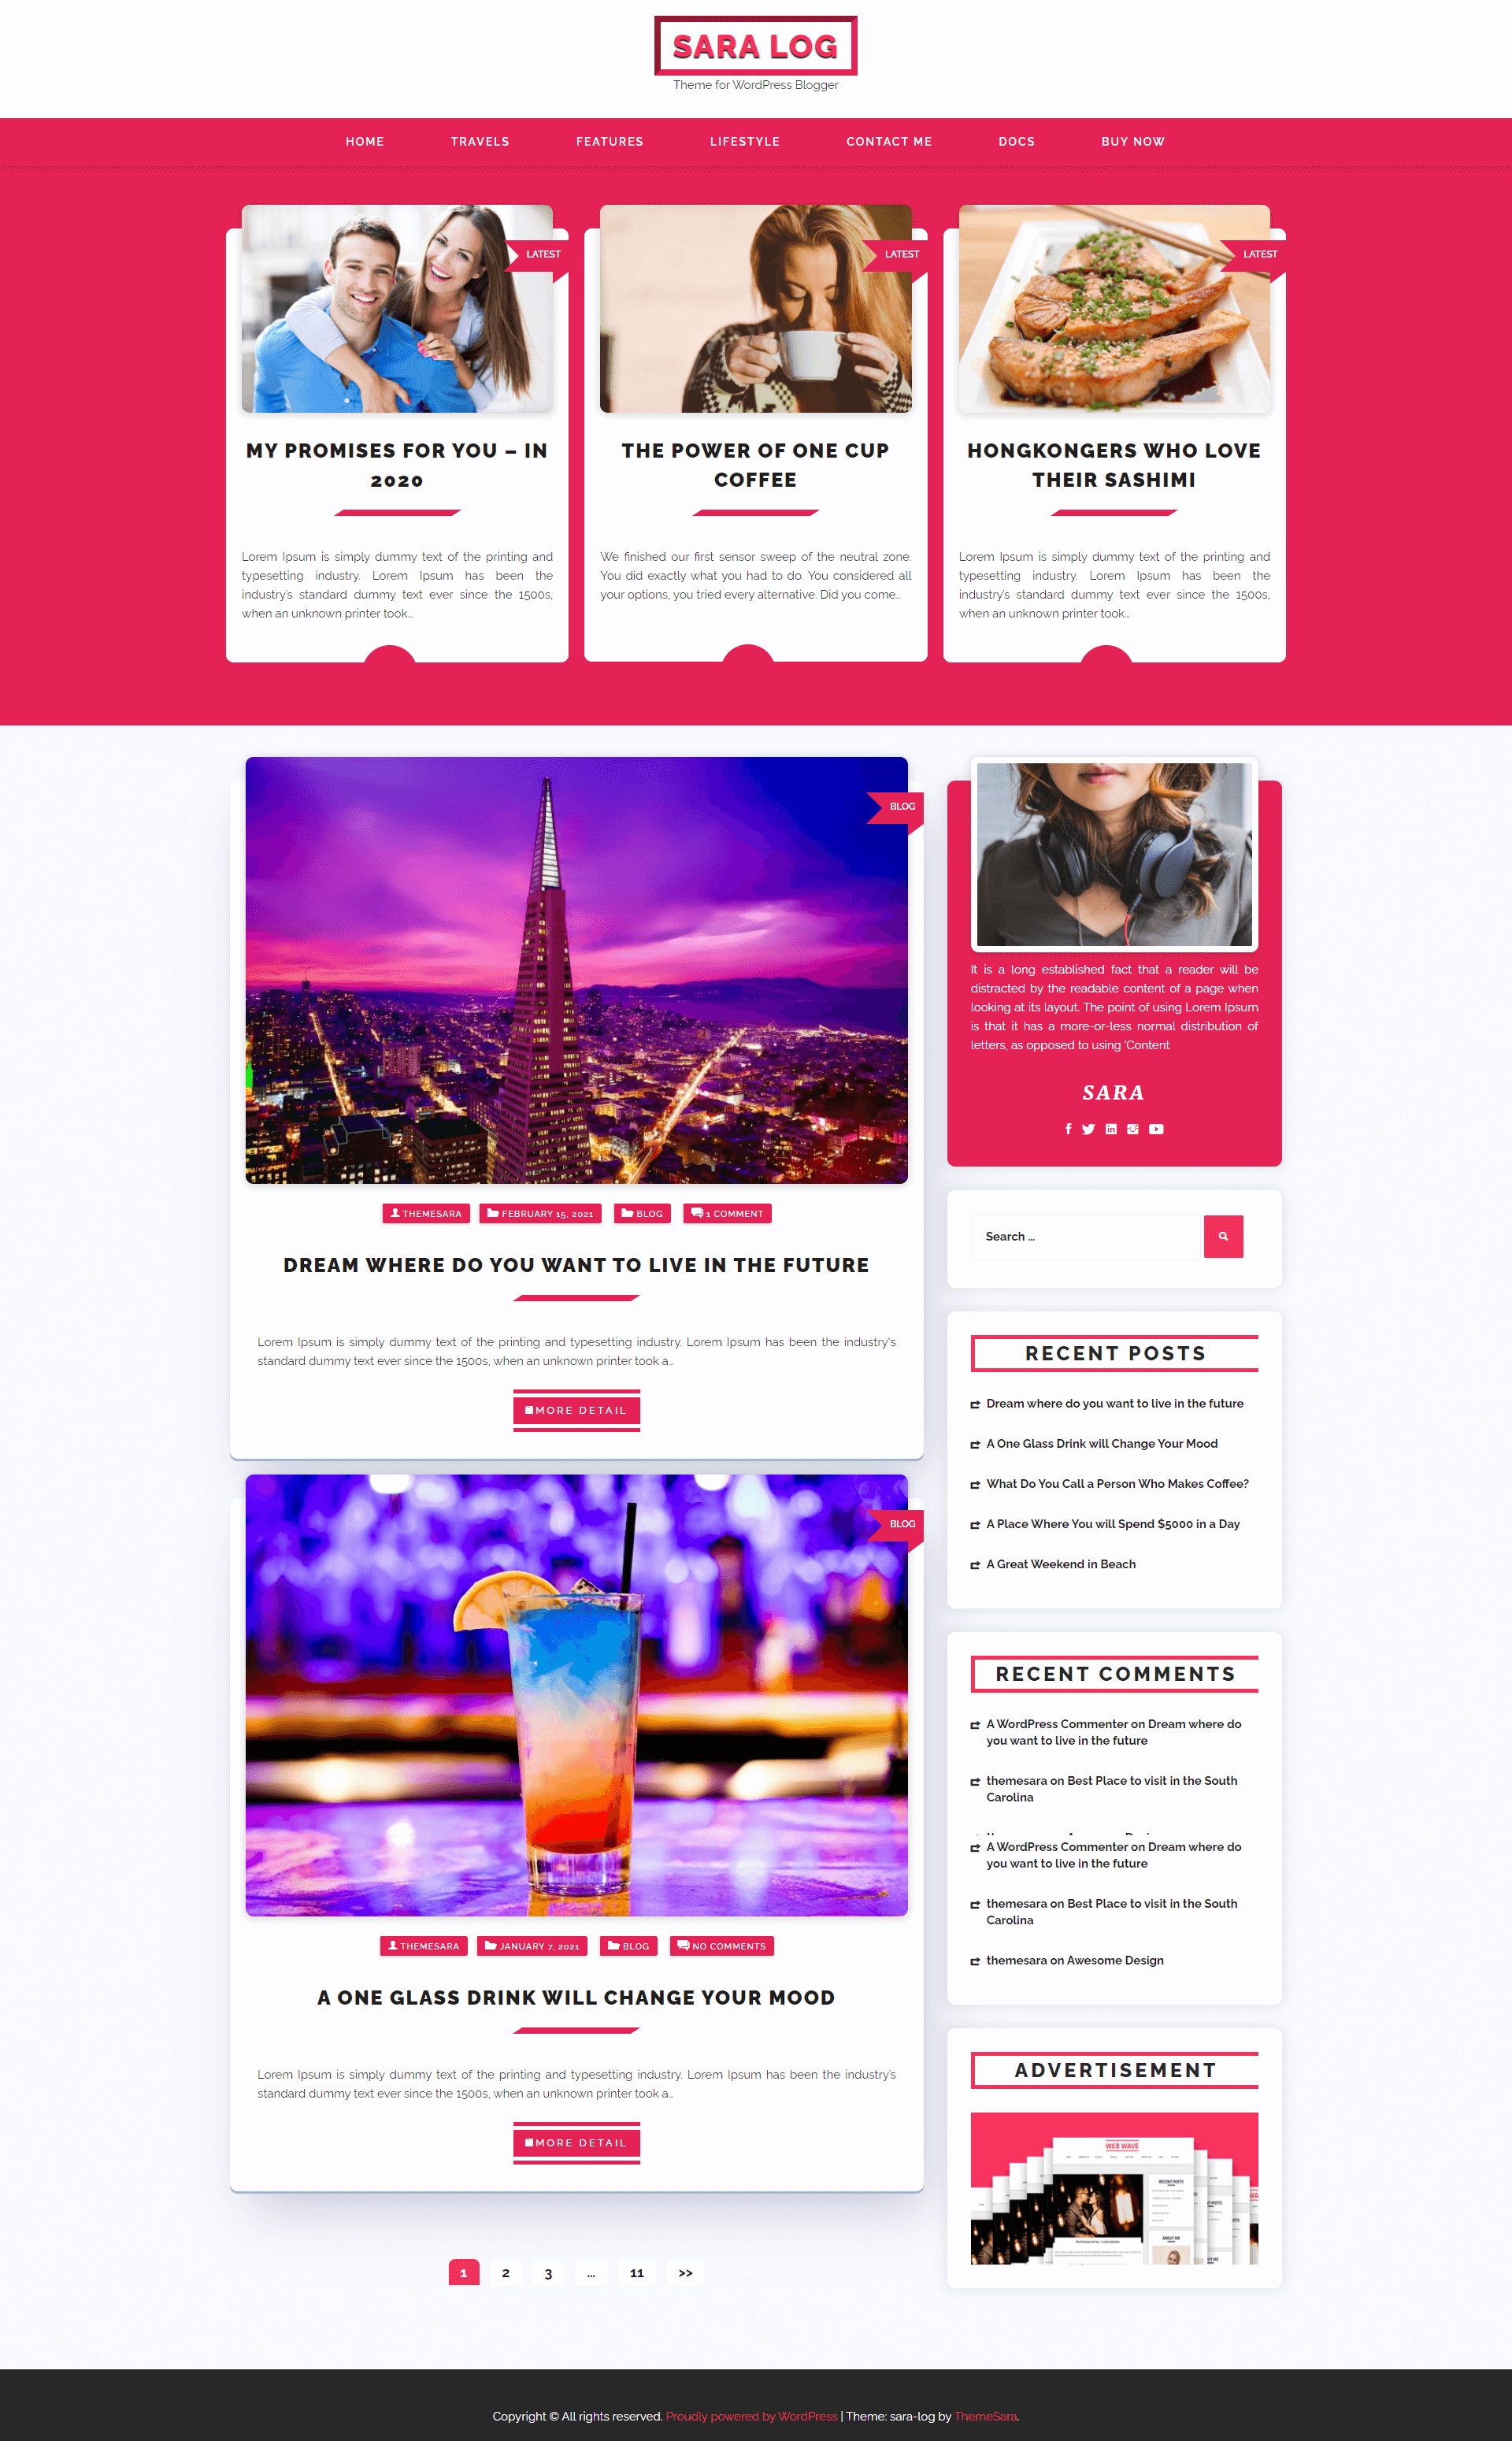 SARA LOG
Theme for WordPress Blogger
HOME TRAVELS FEATURES LIFESTYLE CONTACT ME DOCS BUY NOW
LATEST
MY PROMISES FOR YOU – IN
2020
Lorem Ipsum is simply dummy text of the printing and
typesetting industry. Lorem Ipsum has been the
industry's standard dummy text ever since the 1500s,
when an unknown printer took…
LATEST
THE POWER OF ONE CUP
COFFEE
We finished our first sensor sweep of the neutral zone.
You did exactly what you had to do. You considered all
your options, you tried every alternative. Did you come…
LATEST
HONGKONGERS WHO LOVE
THEIR SASHIMI
Lorem Ipsum is simply dummy text of the printing and
typesetting industry. Lorem Ipsum has been the
industry's standard dummy text ever since the 1500s,
when an unknown printer took…
BLOG
THEMESARA FEBRUARY 15, 2021 BLOG 1 COMMENT
DREAM WHERE DO YOU WANT TO LIVE IN THE FUTURE
Lorem Ipsum is simply dummy text of the printing and typesetting industry. Lorem Ipsum has been the industry's
standard dummy text ever since the 1500s, when an unknown printer took a…
MORE DETAIL
BLOG
THEMESARA JANUARY 7, 2021 BLOG NO COMMENTS
A ONE GLASS DRINK WILL CHANGE YOUR MOOD
Lorem Ipsum is simply dummy text of the printing and typesetting industry. Lorem Ipsum has been the industry's
standard dummy text ever since the 1500s, when an unknown printer took a…
MORE DETAIL
1 2 3 … 11 >>
It is a long established fact that a reader will be
distracted by the readable content of a page when
looking at its layout. The point of using Lorem Ipsum
is that it has a more-or-less normal distribution of
letters, as opposed to using 'Content
SARA
Search …
RECENT POSTS
Dream where do you want to live in the future
A One Glass Drink will Change Your Mood
What Do You Call a Person Who Makes Coffee?
A Place Where You will Spend $5000 in a Day
A Great Weekend in Beach
RECENT COMMENTS
A WordPress Commenter on Dream where do
you want to live in the future
themesara on Best Place to visit in the South
Carolina
A WordPress Commenter on Dream where do
you want to live in the future
themesara on Best Place to visit in the South
Carolina
themesara on Awesome Design
ADVERTISEMENT
WEB WAVE
RECENT POSTS
ABOUT ME
Copyright © All rights reserved. Proudly powered by WordPress | Theme: sara-log by ThemeSara.